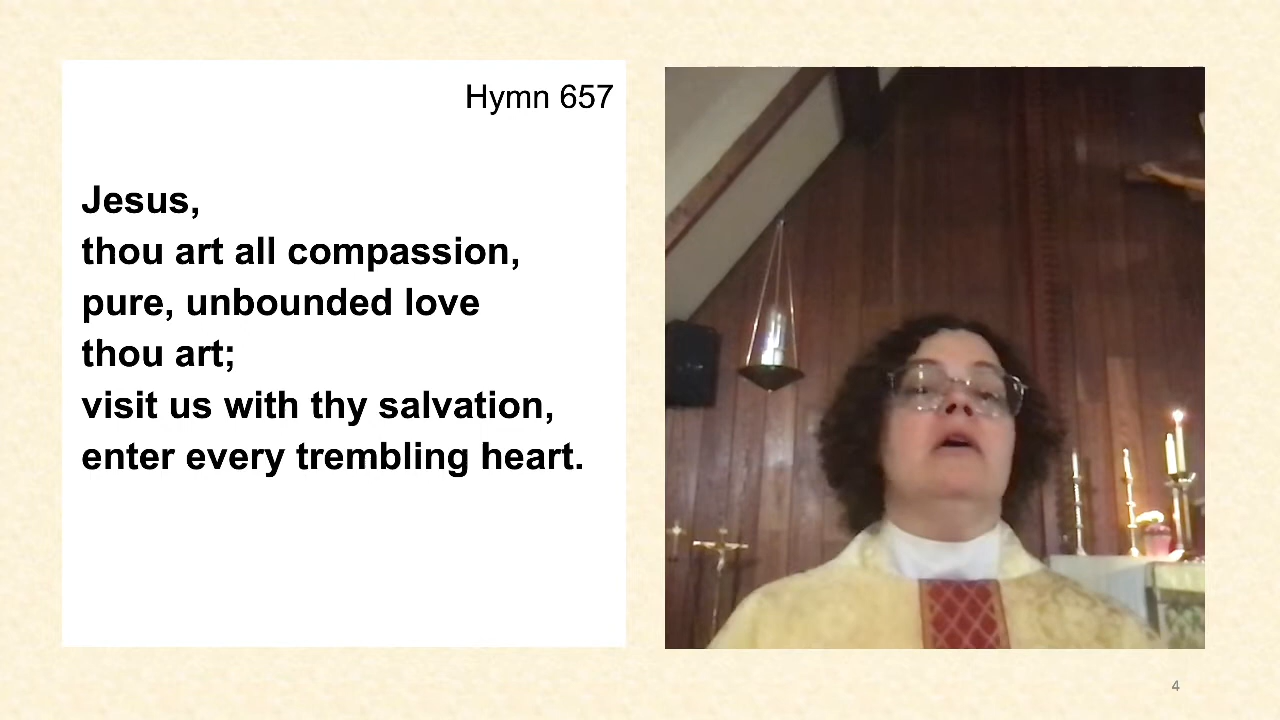 Hymn 657
Jesus,
thou art all compassion,
pure, unbounded love
thou art;
visit us with thy salvation,
enter every trembling heart.
4